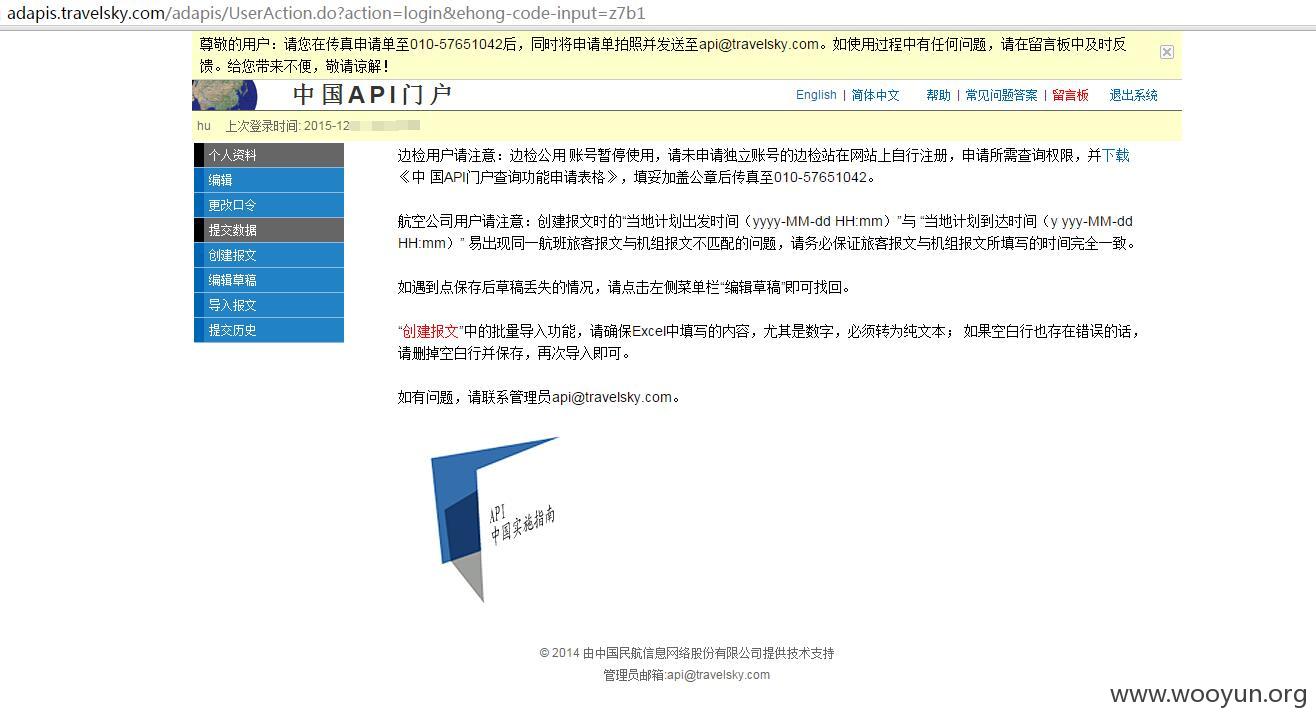 adapis.travelsky.com/adapis/UserAction.do?action=login&ehong-code-input=z7b1
尊敬的用户：请您在传真申请单至010-57651042后，同时将申请单拍照并发送至api@travelsky.com。如使用过程中有任何问题，请在留言板中及时反
馈。给您带来不便，敬请谅解！
中国API门户
English | 简体中文 帮助 | 常见问题答案 | 留言板 退出系统
hu 上次登录时间: 2015-12
个人资料
编辑
更改口令
提交数据
创建报文
编辑草稿
导入报文
提交历史
边检用户请注意：边检公用 账号暂停使用，请未申请独立账号的边检站在网站上自行注册，申请所需查询权限，并下载
《中 国API门户查询功能申请表格》，填妥加盖公章后传真至010-57651042。
航空公司用户请注意：创建报文时的“当地计划出发时间（yyyy-MM-dd HH:mm）”与 “当地计划到达时间（y yyy-MM-dd
HH:mm）” 易出现同一航班旅客报文与机组报文不匹配的问题，请务必保证旅客报文与机组报文所填写的时间完全一致。
如遇到点保存后草稿丢失的情况，请点击左侧菜单栏“编辑草稿”即可找回。
“创建报文”中的批量导入功能，请确保Excel中填写的内容，尤其是数字，必须转为纯文本； 如果空白行也存在错误的话，
请删掉空白行并保存，再次导入即可。
如有问题，请联系管理员api@travelsky.com。
API
中国实施指南
© 2014 由中国民航信息网络股份有限公司提供技术支持
管理员邮箱:api@travelsky.com
www.wooyun.org